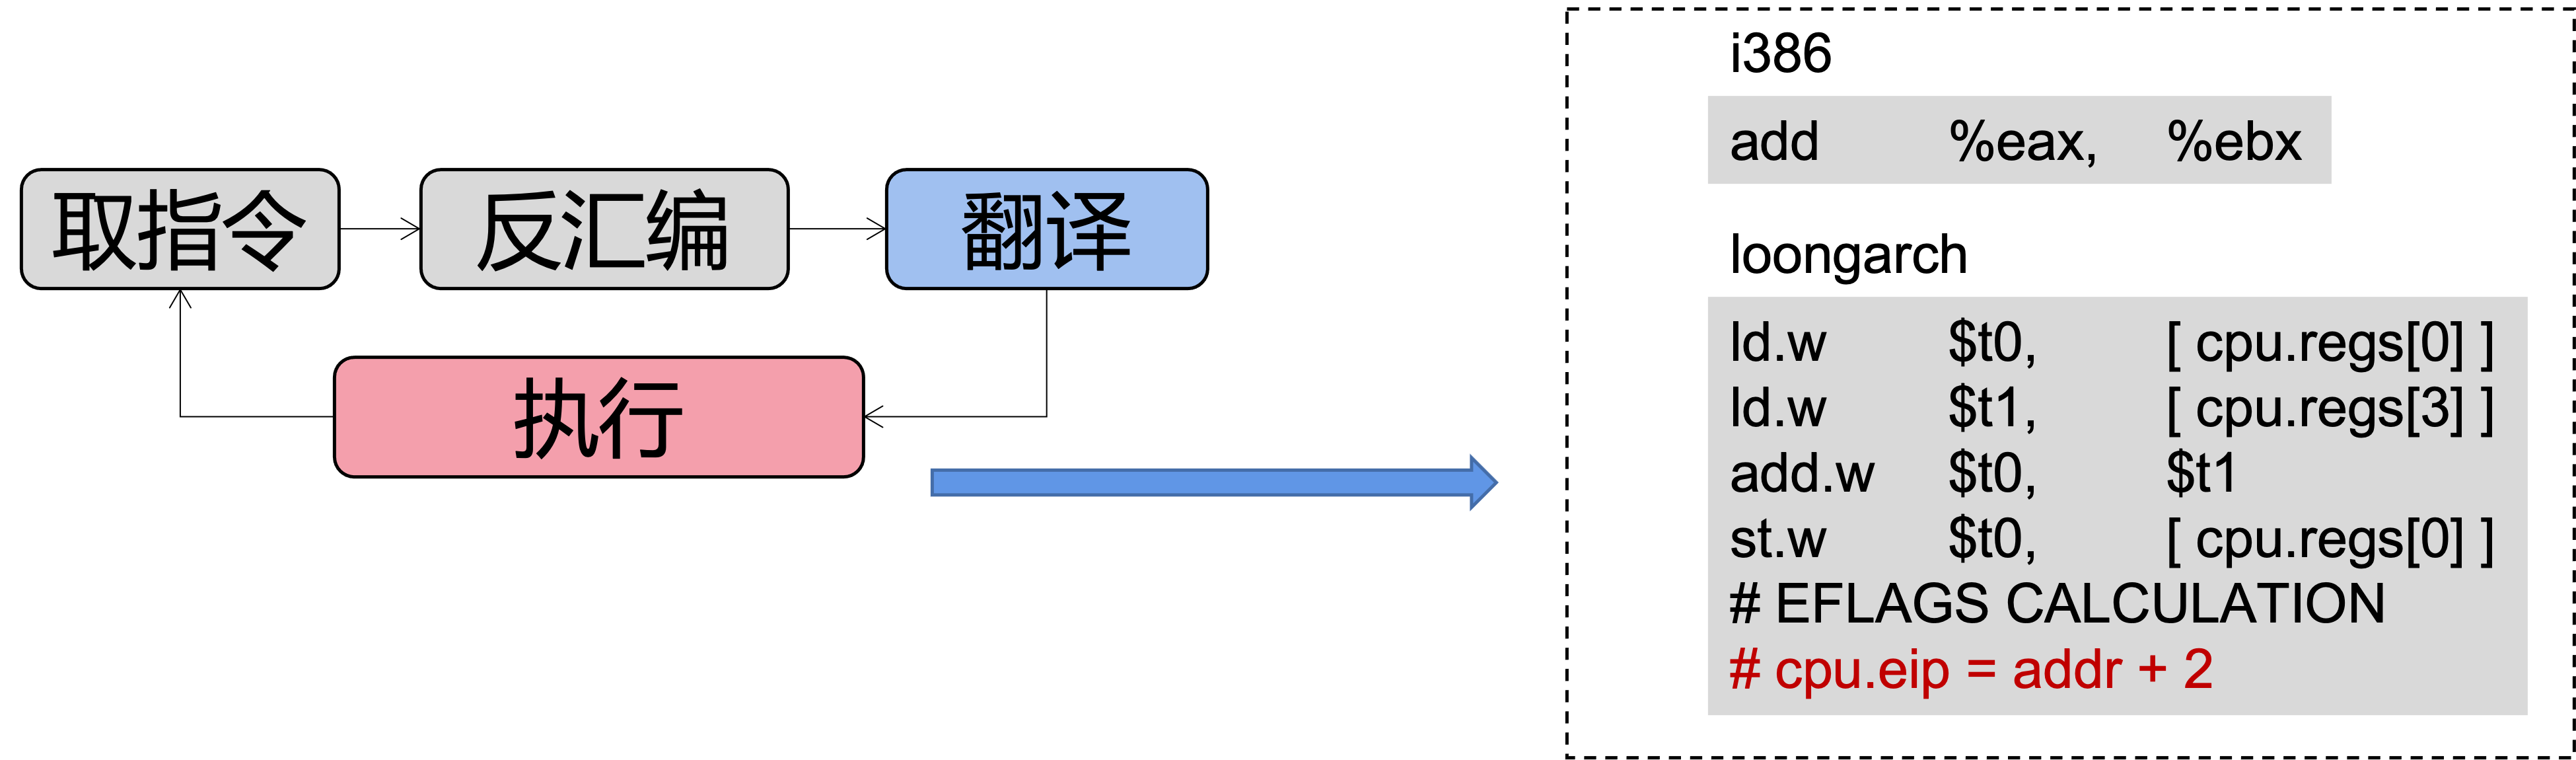 取指令
反汇编
翻译
执行
i386
add %eax, %ebx
loongarch
ld.w $t0, [ cpu.regs[0] ]
ld.w $t1, [ cpu.regs[3] ]
add.w $t0, $t1
st.w $t0, [ cpu.regs[0] ]
# EFLAGS CALCULATION
# cpu.eip = addr + 2